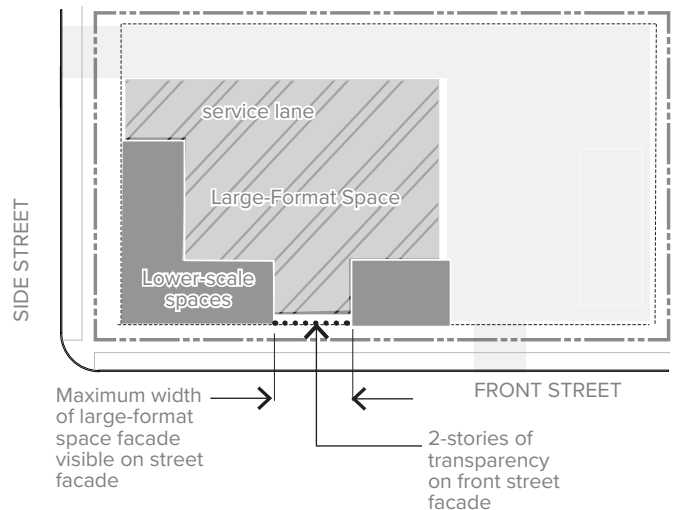 service lane
Large-Format Space
SIDE STREET
Lower-scale
spaces
FRONT STREET
Maximum width
of large-format
space facade
visible on street
facade
2-stories of
transparency
on front street
facade